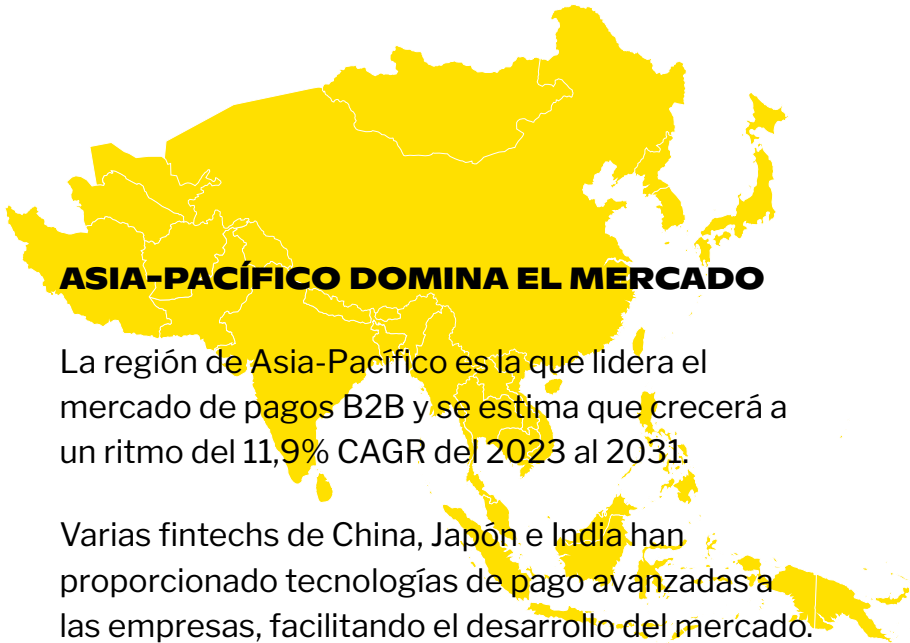 ASIA-PACÍFICO DOMINA EL MERCADO
La región de Asia-Pacífico es la que lidera el
mercado de pagos B2B y se estima que crecerá a
un ritmo del 11,9% CAGR del 2023 al 2031.
Varias fintechs de China, Japón e India han
proporcionado tecnologías de pago avanzadas a
las empresas, facilitando el desarrollo del mercado.